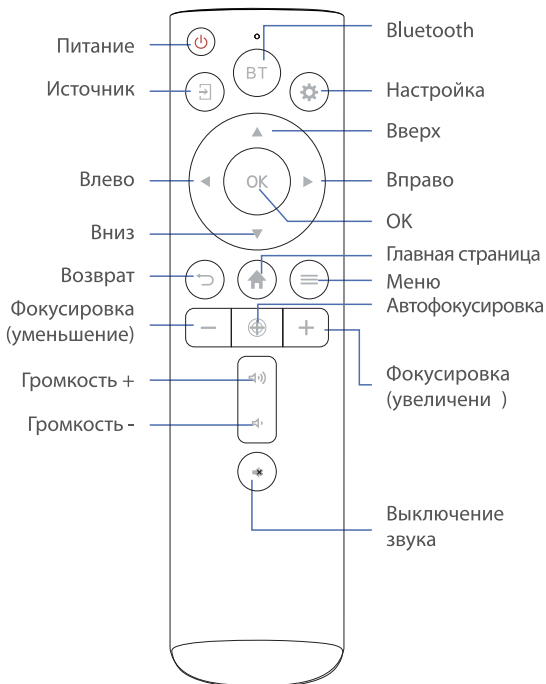 Питание
Bluetooth
BT
Источник
Настройка
Вверх
Влево
OK
Вправо
OK
Вниз
Главная страница
Возврат
Меню
Автофокусировка
Фокусировка
(уменьшение)
Громкость +
Фокусировка
(увеличени )
Громкость -
Выключение
звука